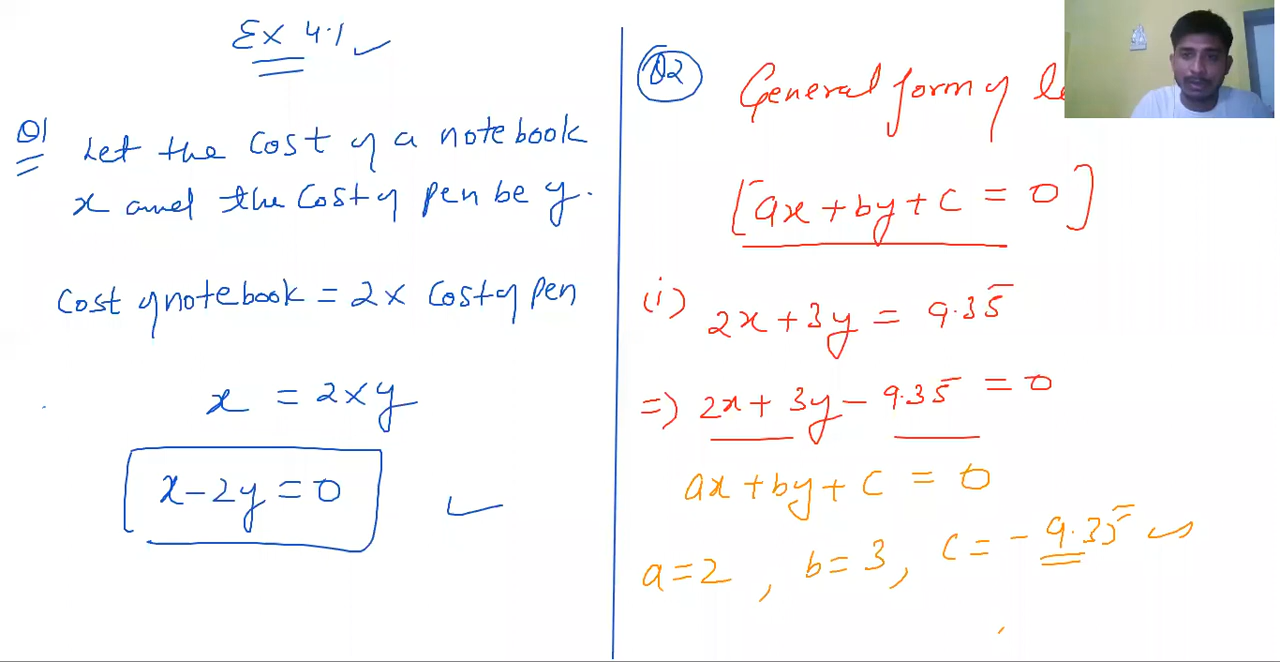 Ex 4.1
Q1 Let the cost of a notebook
x and the cost of pen be y.
Cost of notebook = 2x cost of pen
x = 2xy
x-2y=0
Q2 General form of
[ax+by+c=0]
(i) 2x+3y = 9.35
=) 2x+3y-9.35 = 0
ax+by+c = 0
a=2, b=3, c=-9.35